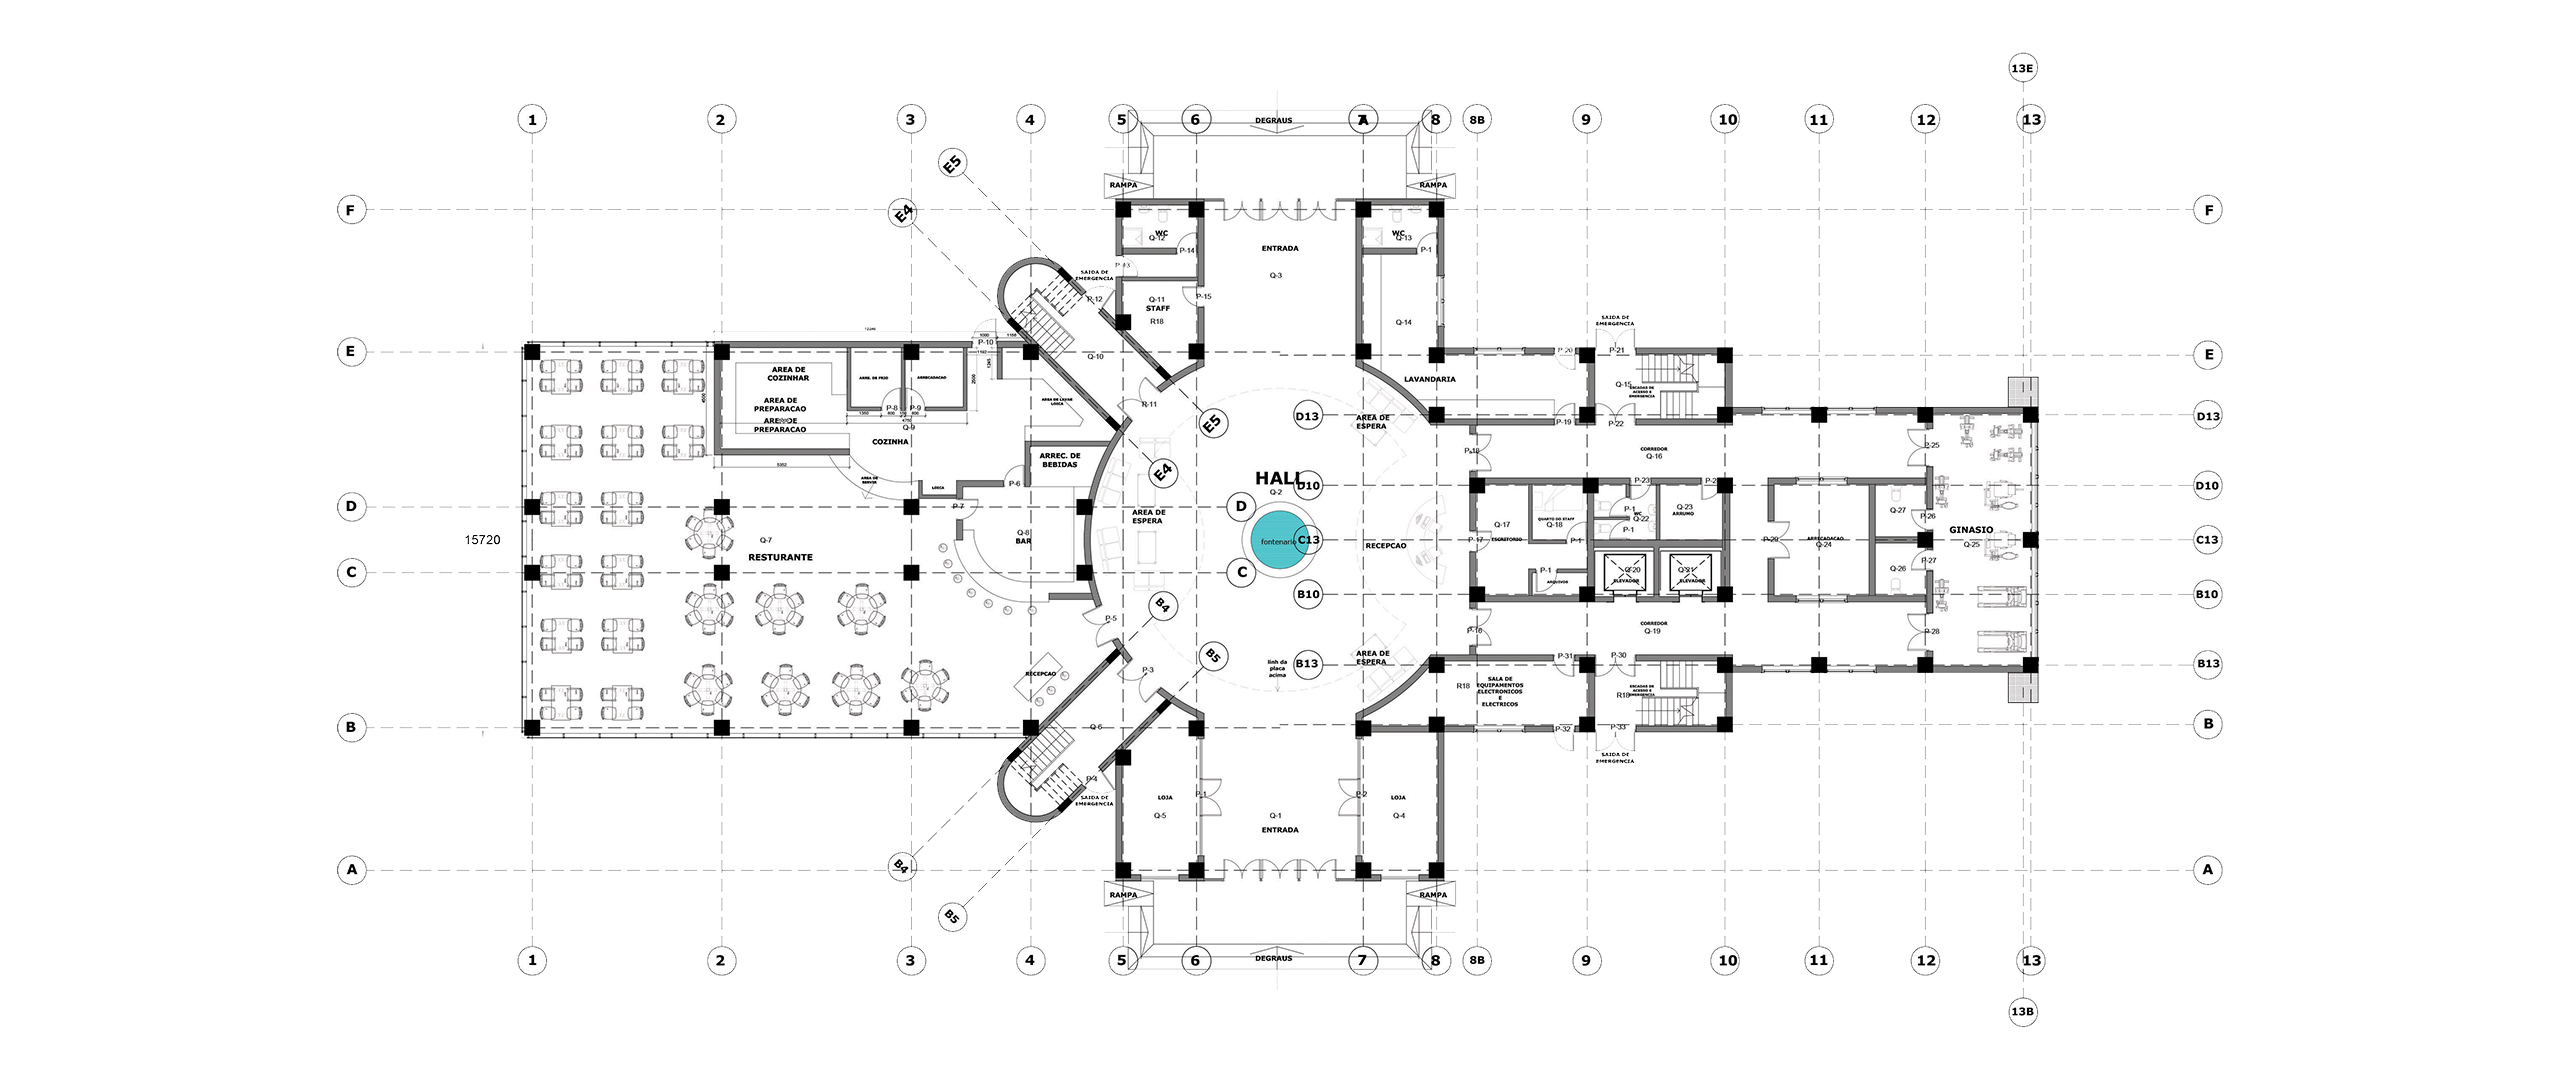 13E
1 2 3 4 5 6 7A 8 8B 9 10 11 12 13
DEGRAUS
E5
RAMPA
RAMPA
F
E4
F
WC
Q-12
P-14
WC
Q-13
P-1
ENTRADA
Q-3
SAIDA DE
EMERGENCIA
P-12
Q-11
STAFF
R18
P-15
Q-14
SAIDA DE
EMERGENCIA
E
P-10
Q-10
P-20
P-21
E
AREA DE
COZINHAR
ARR. DE FRIO
ARRECADACAO
LAVANDARIA
Q-15
ESCADAS DE
ACESSO E
EMERGENCIA
AREA DE
PREPARACAO
P-8
P-9
AREA DE LAVAR
LOICA
R-11
AREA DE
PREPARACAO
Q-9
COZINHA
E5
D13
AREA DE
ESPERA
P-19
P-22
D13
P-25
ARREC. DE
BEBIDAS
E4
P-18
CORREDOR
Q-16
AREA DE
SERVIR
LOICA
P-6
HALL
Q-2
D10
P-23
P-2
D10
D
P-7
AREA DE
ESPERA
D
Q-17
ESCRITORIO
QUARTO DO STAFF
Q-18
P-1
WC
Q-22
P-1
Q-23
ARRUMO
Q-27
P-26
GINASIO
Q-25
15720
Q-7
RESTURANTE
Q-8
BAR
fontenario
C13
RECEPCAO
P-17
P-1
P-29
ARRECADACAO
Q-24
C13
C
C
P-1
ARQUIVOS
Q-20
ELEVADOR
Q-21
ELEVADOR
Q-26
P-27
B4
B10
B10
P-5
P-16
CORREDOR
Q-19
P-28
B5
B13
AREA DE
ESPERA
P-31
P-30
B13
RECEPCAO
P-3
linh da
placa
acima
R18
SALA DE
EQUIPAMENTOS
ELECTRONICOS
E
ELECTRICOS
R18
ESCADAS DE
ACESSO E
EMERGENCIA
B
Q 6
P-32
P-33
B
SAIDA DE
EMERGENCIA
P-4
SAIDA DE
EMERGENCIA
LOJA
Q-5
P-1
Q-1
ENTRADA
P-2
LOJA
Q-4
B4
A
A
RAMPA
RAMPA
B5
DEGRAUS
1 2 3 4 5 6 7 8 8B 9 10 11 12 13
13B